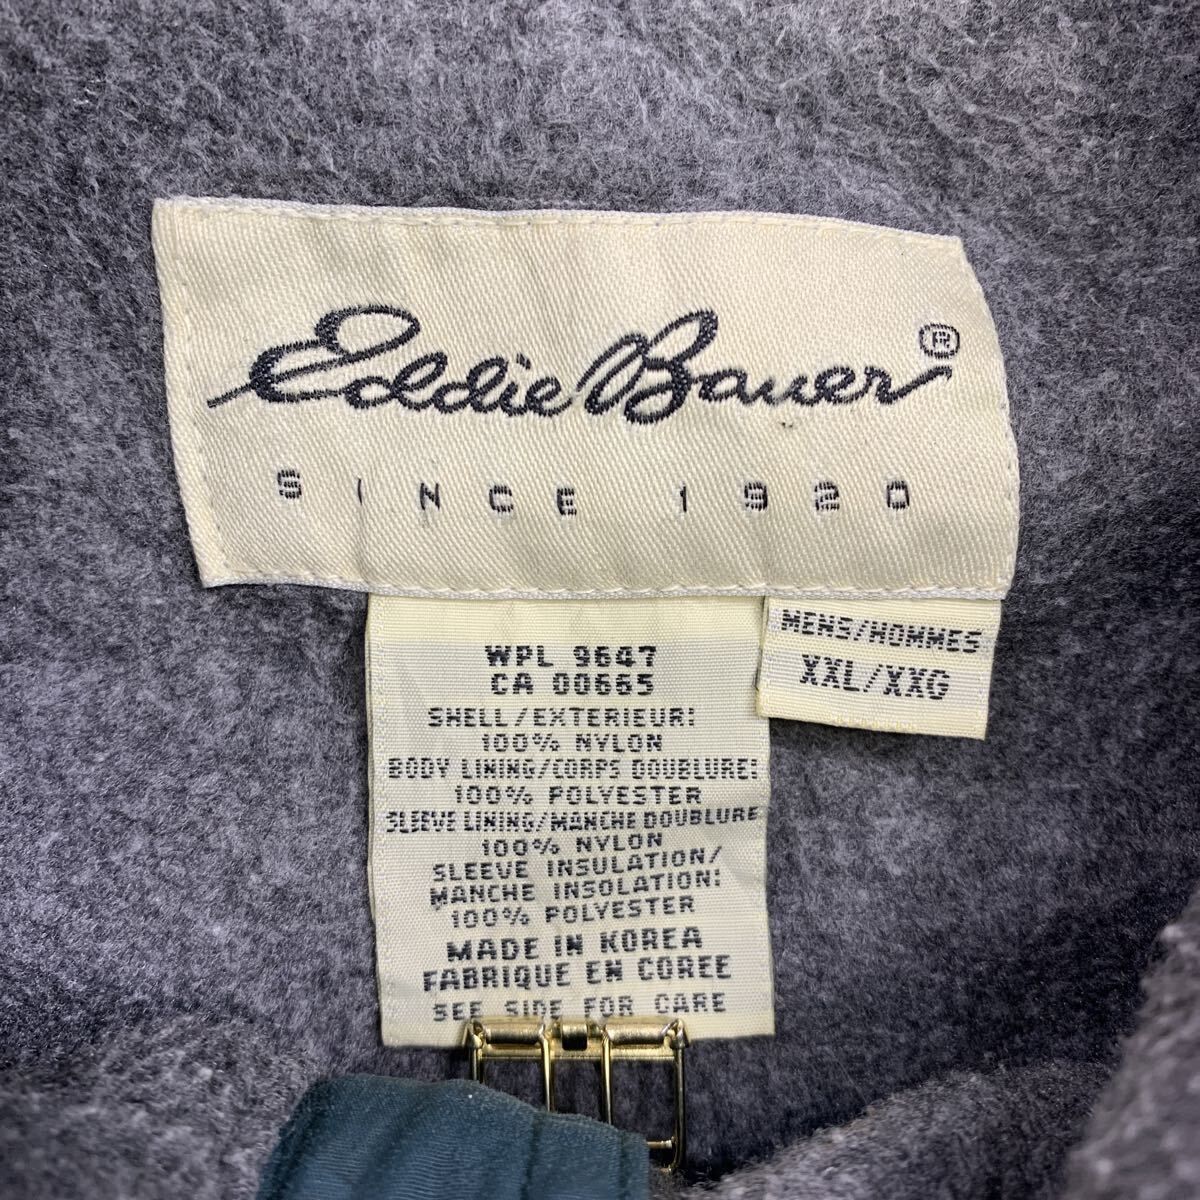 Eddie Bauer®
SINCE 1920
MENS/HOMMES
XXL/XXG
WPL 9647
CA 00665
SHELL/EXTERIEUR:
100% NYLON
BODY LINING/CORPS DOUBLURE:
100% POLYESTER
SLEEVE LINING/MANCHE DOUBLURE
100% NYLON
SLEEVE INSULATION/
MANCHE INSOLATION:
100% POLYESTER
MADE IN KOREA
FABRIQUE EN COREE
SEE SIDE FOR CARE